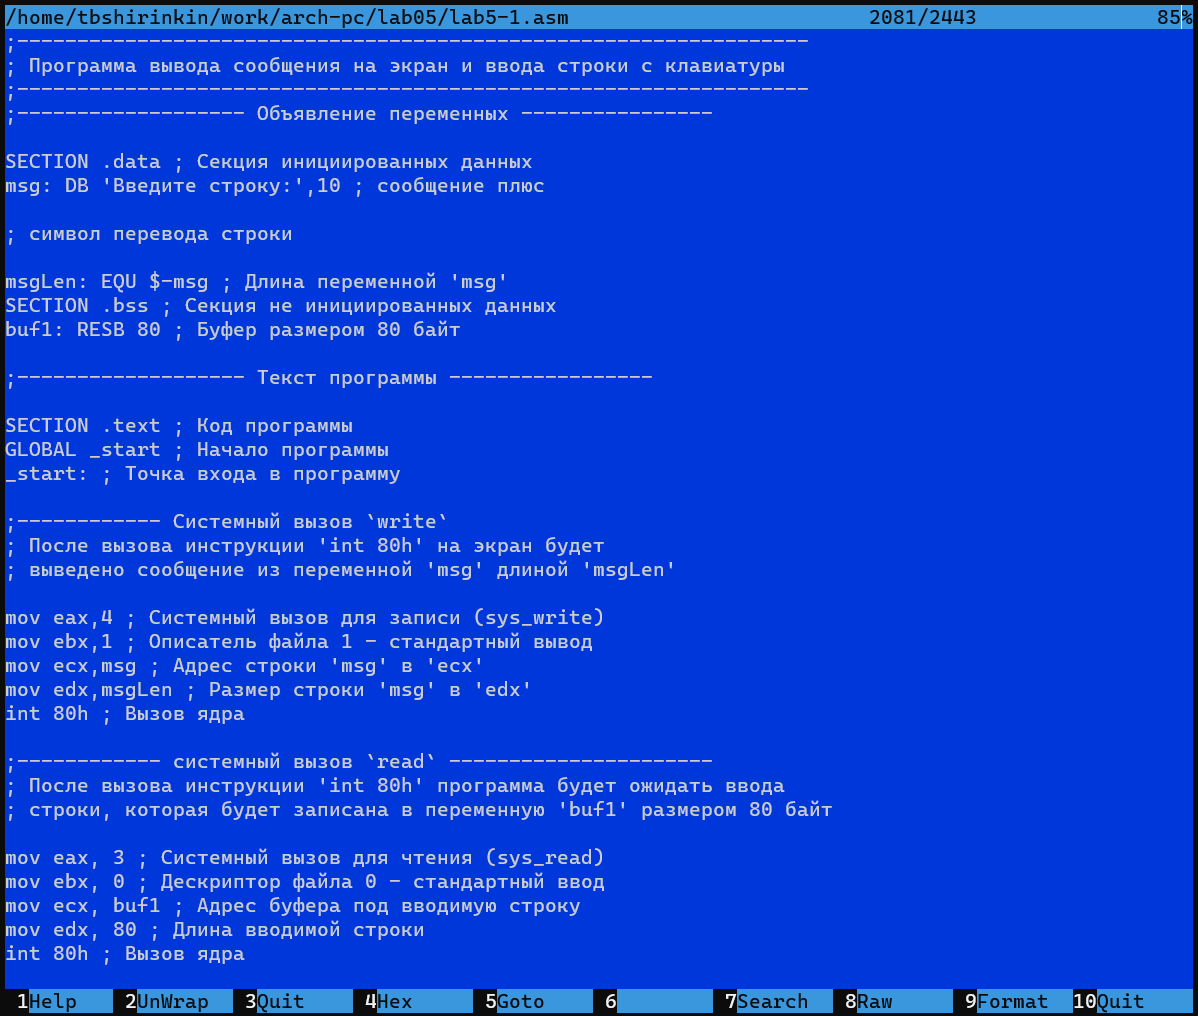 /home/tbshirinkin/work/arch-pc/lab05/lab5-1.asm 2081/2443 85%
;------------------------------------------------------------------
; Программа вывода сообщения на экран и ввода строки с клавиатуры
;------------------------------------------------------------------
;------------------- Объявление переменных ----------------
SECTION .data ; Секция инициированных данных
msg: DB 'Введите строку:',10 ; сообщение плюс
; символ перевода строки
msgLen: EQU $-msg ; Длина переменной 'msg'
SECTION .bss ; Секция не инициированных данных
buf1: RESB 80 ; Буфер размером 80 байт
;------------------- Текст программы -----------------
SECTION .text ; Код программы
GLOBAL _start ; Начало программы
_start: ; Точка входа в программу
;------------ Системный вызов `write`
; После вызова инструкции 'int 80h' на экран будет
; выведено сообщение из переменной 'msg' длиной 'msgLen'
mov eax,4 ; Системный вызов для записи (sys_write)
mov ebx,1 ; Описатель файла 1 - стандартный вывод
mov ecx,msg ; Адрес строки 'msg' в 'ecx'
mov edx,msgLen ; Размер строки 'msg' в 'edx'
int 80h ; Вызов ядра
;------------ системный вызов `read` ----------------------
; После вызова инструкции 'int 80h' программа будет ожидать ввода
; строки, которая будет записана в переменную 'buf1' размером 80 байт
mov eax, 3 ; Системный вызов для чтения (sys_read)
mov ebx, 0 ; Дескриптор файла 0 - стандартный ввод
mov ecx, buf1 ; Адрес буфера под вводимую строку
mov edx, 80 ; Длина вводимой строки
int 80h ; Вызов ядра
1Help 2UnWrap 3Quit 4Hex 5Goto 6 7Search 8Raw 9Format 10Quit